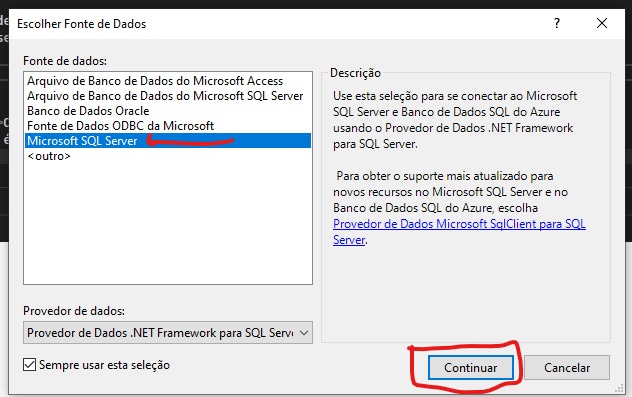 Escolher Fonte de Dados
Fonte de dados:
Arquivo de Banco de Dados do Microsoft Access
Arquivo de Banco de Dados do Microsoft SQL Server
Banco de Dados Oracle
Fonte de Dados ODBC da Microsoft
Microsoft SQL Server
<outro>
Descrição
Use esta seleção para se conectar ao Microsoft
SQL Server e Banco de Dados SQL do Azure
usando o Provedor de Dados .NET Framework
para SQL Server.
Para obter o suporte mais atualizado para
novos recursos no Microsoft SQL Server e no
Banco de Dados SQL do Azure, escolha
Provedor de Dados Microsoft SqlClient para SQL
Server.
Provedor de dados:
Provedor de Dados .NET Framework para SQL Serve
Sempre usar esta seleção
Continuar
Cancelar